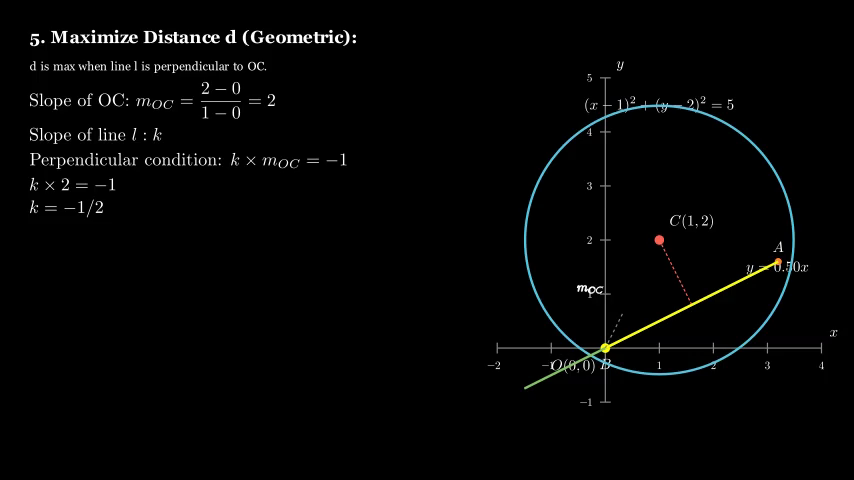 5. Maximize Distance d (Geometric):
d is max when line l is perpendicular to OC.
Slope of OC: m_{OC} = \frac{2 - 0}{1 - 0} = 2
Slope of line l : k
Perpendicular condition: k × m_{OC} = −1
k × 2 = −1
k = −1/2
y
5
(x − 1)² + (y − 2)² = 5
4
3
C(1, 2)
2
A
y = 0.50x
m_{OC}
1
x
−2
−1
O(0, 0)
B
1
2
3
4
−1